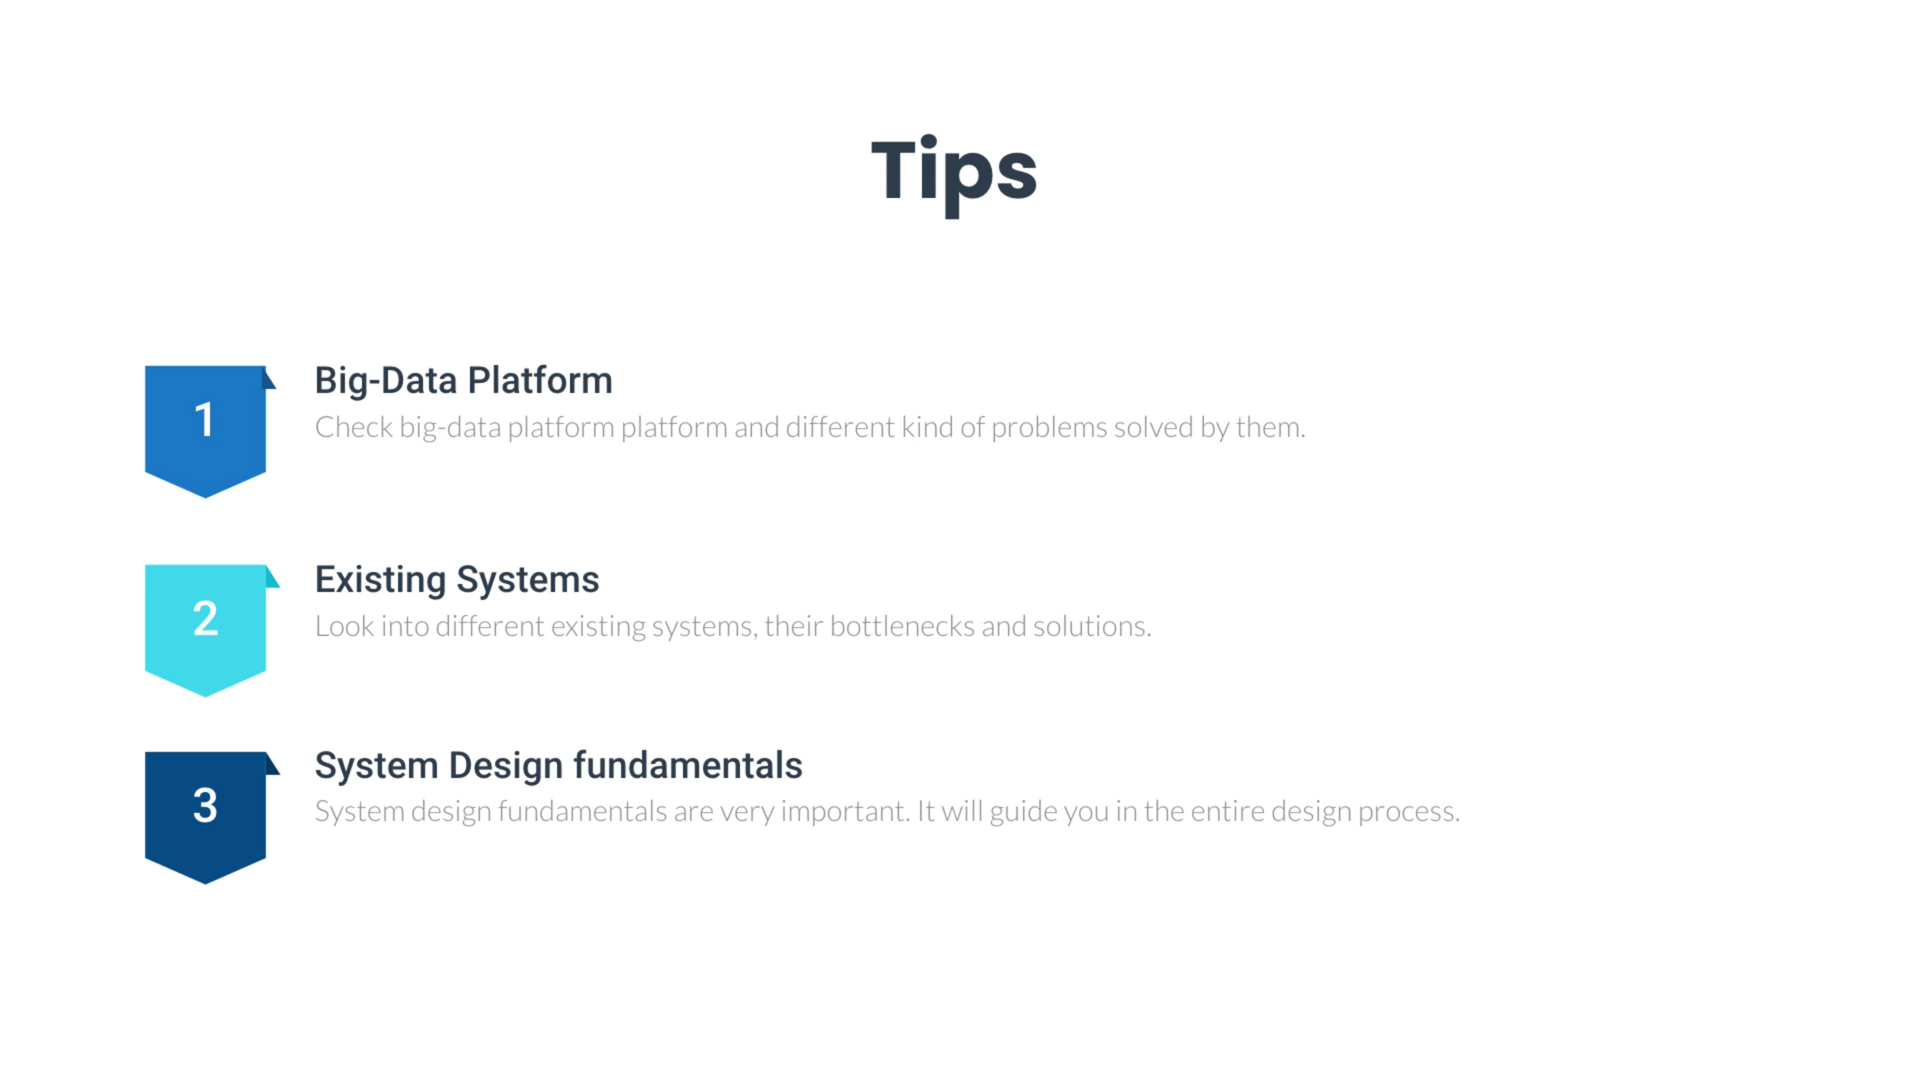 Tips
1
Big-Data Platform
Check big-data platform platform and different kind of problems solved by them.
2
Existing Systems
Look into different existing systems, their bottlenecks and solutions.
3
System Design fundamentals
System design fundamentals are very important. It will guide you in the entire design process.